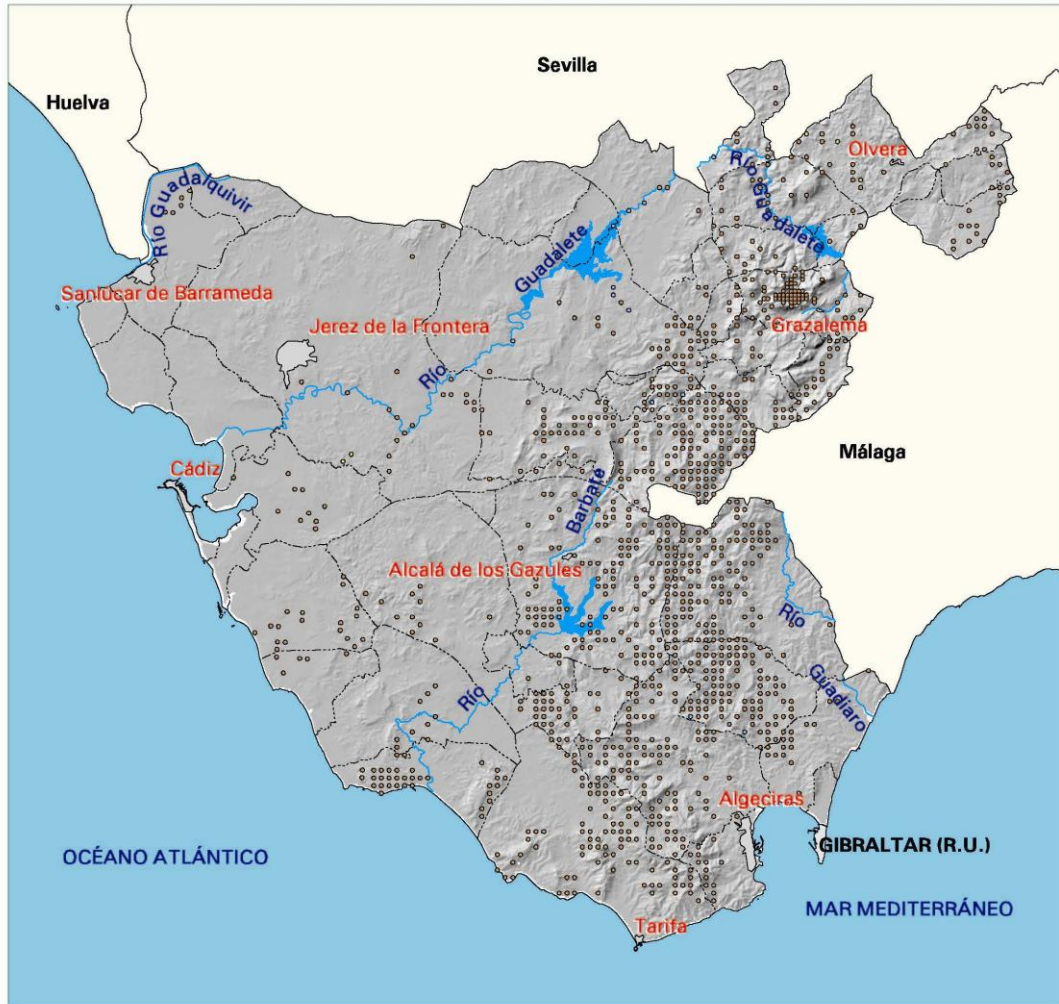 Sevilla
Huelva
Olvera
Río Guadalquivir
Río Guadalete
Guadalete
Sanlúcar de Barrameda
Jerez de la Frontera
Grazalema
Río
Málaga
Cádiz
Barbate
Alcalá de los Gazules
Río
Río
Guadiaro
Algeciras
GIBRALTAR (R.U.)
OCÉANO ATLÁNTICO
MAR MEDITERRÁNEO
Tarifa